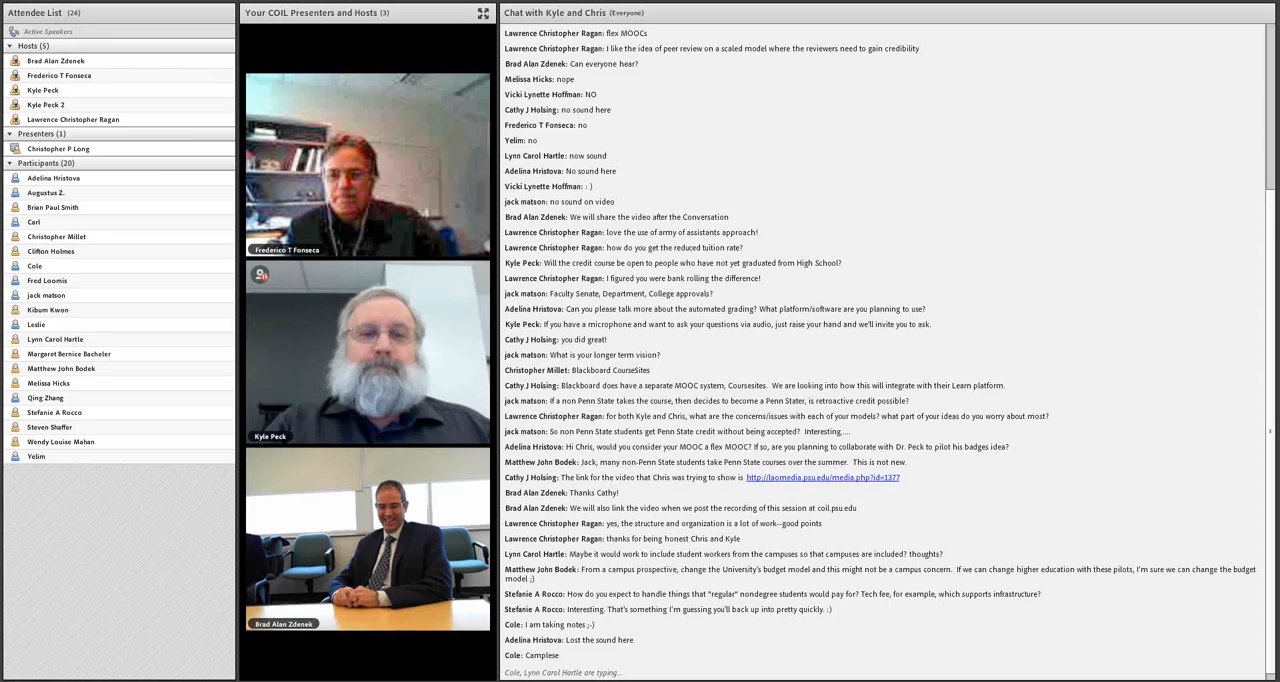 Attendee List (26)
Active Speakers
Hosts (5)
Brad Alan Zdenek
Frederico T Fonseca
Kyle Peck
Kyle Peck 2
Lawrence Christopher Ragan
Presenters (1)
Christopher P Long
Participants (20)
Adelina Hristova
Augustus Z.
Brian Paul Smith
Carl
Christopher Millet
Clifton Holmes
Cole
Fred Loomis
jack matson
Kibum Kwon
Leslie
Lynn Carol Hartle
Margaret Bernice Bacheler
Matthew John Bodek
Melissa Hicks
Qing Zhang
Stefanie A Rocco
Steven Shaffer
Wendy Louise Mahan
Yelim
Your COIL Presenters and Hosts (3)
Frederico T Fonseca
Kyle Peck
Brad Alan Zdenek
Chat with Kyle and Chris (Everyone)
Lawrence Christopher Ragan: flex MOOCs
Lawrence Christopher Ragan: I like the idea of peer review on a scaled model where the reviewers need to gain credibility
Brad Alan Zdenek: Can everyone hear?
Melissa Hicks: nope
Vicki Lynette Hoffman: NO
Cathy J Holsing: no sound here
Frederico T Fonseca: no
Yelim: no
Lynn Carol Hartle: now sound
Adelina Hristova: No sound here
Vicki Lynette Hoffman: : )
jack matson: no sound on video
Brad Alan Zdenek: We will share the video after the Conversation
Lawrence Christopher Ragan: love the use of army of assistants approach!
Lawrence Christopher Ragan: how do you get the reduced tuition rate?
Kyle Peck: Will the credit course be open to people who have not yet graduated from High School?
Lawrence Christopher Ragan: I figured you were bank rolling the difference!
jack matson: Faculty Senate, Department, College approvals?
Adelina Hristova: Can you please talk more about the automated grading? What platform/software are you planning to use?
Kyle Peck: If you have a microphone and want to ask your questions via audio, just raise your hand and we'll invite you to ask.
Cathy J Holsing: you did great!
jack matson: What is your longer term vision?
Christopher Millet: Blackboard CourseSites
Cathy J Holsing: Blackboard does have a separate MOOC system, Coursesites. We are looking into how this will integrate with their Learn platform.
jack matson: If a non Penn State takes the course, then decides to become a Penn Stater, is retroactive credit possible?
Lawrence Christopher Ragan: for both Kyle and Chris, what are the concerns/issues with each of your models? what part of your ideas do you worry about most?
jack matson: So non Penn State students get Penn State credit without being accepted? Interesting....
Adelina Hristova: Hi Chris, would you consider your MOOC a flex MOOC? If so, are you planning to collaborate with Dr. Peck to pilot his badges idea?
Matthew John Bodek: Jack, many non-Penn State students take Penn State courses over the summer. This is not new.
Cathy J Holsing: The link for the video that Chris was trying to show is http://laomedia.psu.edu/media.php?id=1377
Brad Alan Zdenek: Thanks Cathy!
Brad Alan Zdenek: We will also link the video when we post the recording of this session at coil.psu.edu
Lawrence Christopher Ragan: yes, the structure and organization is a lot of work--good points
Lawrence Christopher Ragan: thanks for being honest Chris and Kyle
Lynn Carol Hartle: Maybe it would work to include student workers from the campuses so that campuses are included? thoughts?
Matthew John Bodek: From a campus prospective, change the University's budget model and this might not be a campus concern. If we can change higher education with these pilots, I'm sure we can change the budget
model ;)
Stefanie A Rocco: How do you expect to handle things that "regular" nondegree students would pay for? Tech fee, for example, which supports infrastructure?
Stefanie A Rocco: Interesting. That's something I'm guessing you'll back up into pretty quickly. :)
Cole: I am taking notes ;-)
Adelina Hristova: Lost the sound here
Cole: Camplese
Cole, Lynn Carol Hartle are typing...